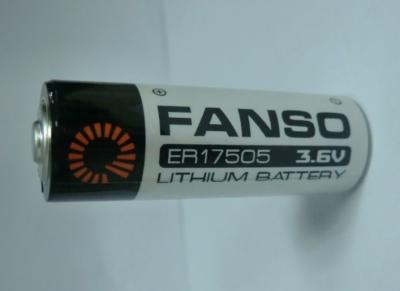 FANSO
ER17505 3.6V
LITHIUM BATTERY